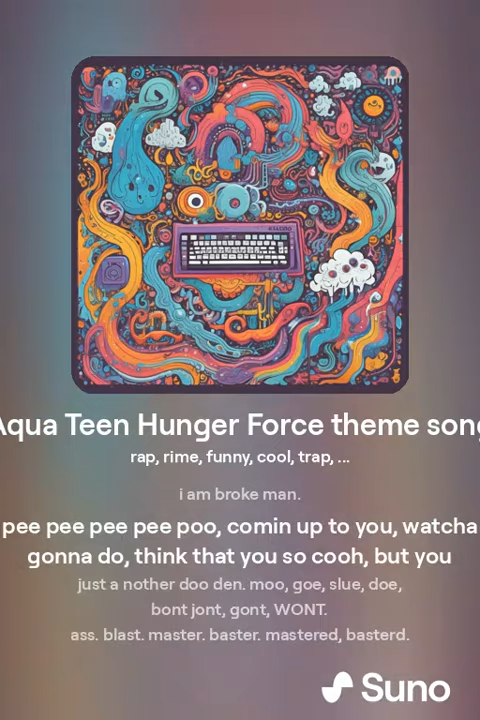 Aqua Teen Hunger Force theme song
rap, rime, funny, cool, trap, ...
i am broke man.
pee pee pee pee poo, comin up to you, watcha
gonna do, think that you so cooh, but you
just a nother doo den. moo, goe, slue, doe,
bont jont, gont, WONT.
ass. blast. master. baster. mastered, basterd.
Suno